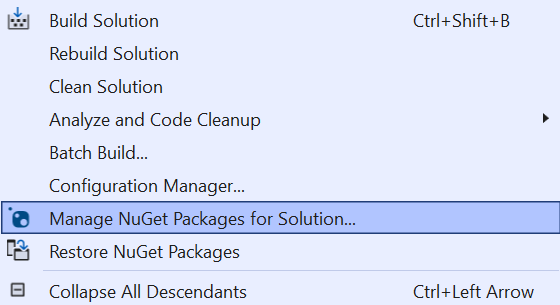 Build Solution Ctrl+Shift+B
Rebuild Solution
Clean Solution
Analyze and Code Cleanup
Batch Build...
Configuration Manager...
Manage NuGet Packages for Solution...
Restore NuGet Packages
Collapse All Descendants Ctrl+Left Arrow